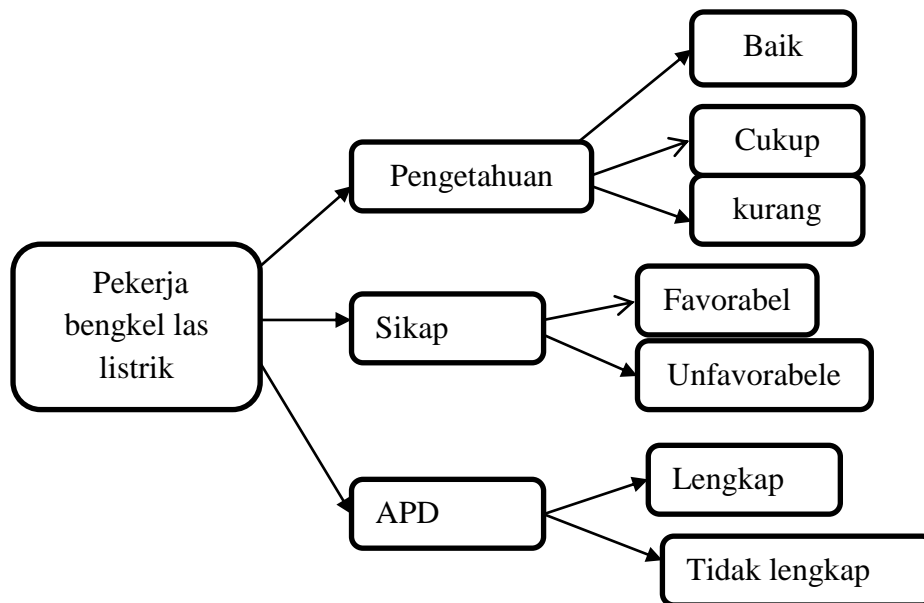 Pekerja
bengkel las
listrik
Pengetahuan
Baik
Cukup
kurang
Sikap
Favorabel
Unfavorabele
APD
Lengkap
Tidak lengkap